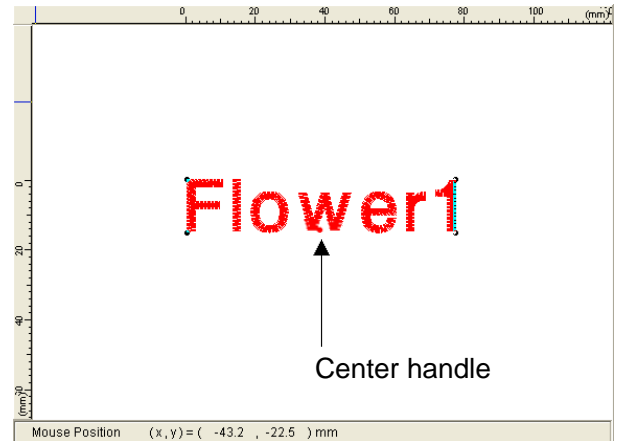 0 20 40 60 80 100 (mm)
0
Flower1
20
Center handle
40
(mm)
Mouse Position (x,y)=( -43.2 , -22.5 ) mm